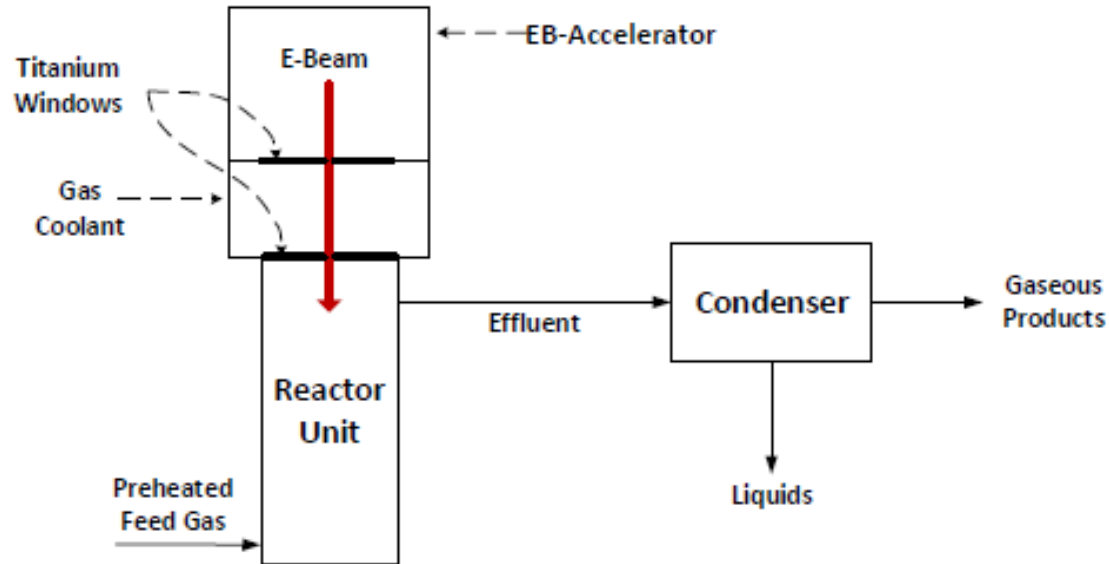 EB-Accelerator
E-Beam
Titanium
Windows
Gas
Coolant
Effluent
Condenser
Gaseous
Products
Reactor
Unit
Preheated
Feed Gas
Liquids